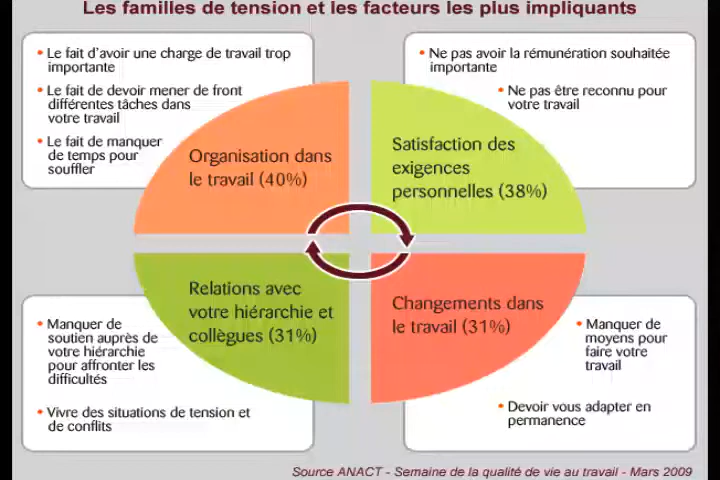 Les familles de tension et les facteurs les plus impliquants
• Le fait d'avoir une charge de travail trop
importante
• Le fait de devoir mener de front
différentes tâches dans
votre travail
• Le fait de manquer
de temps pour
souffler
Organisation dans
le travail (40%)
• Ne pas avoir la rémunération souhaitée
importante
• Ne pas être reconnu pour
votre travail
Satisfaction des
exigences
personnelles (38%)
Relations avec
votre hiérarchie et
collègues (31%)
• Manquer de
soutien auprès de
votre hiérarchie
pour affronter les
difficultés
• Vivre des situations de tension et
de conflits
Changements dans
le travail (31%)
• Manquer de
moyens pour
faire votre
travail
• Devoir vous adapter en
permanence
Source ANACT - Semaine de la qualité de vie au travail - Mars 2009